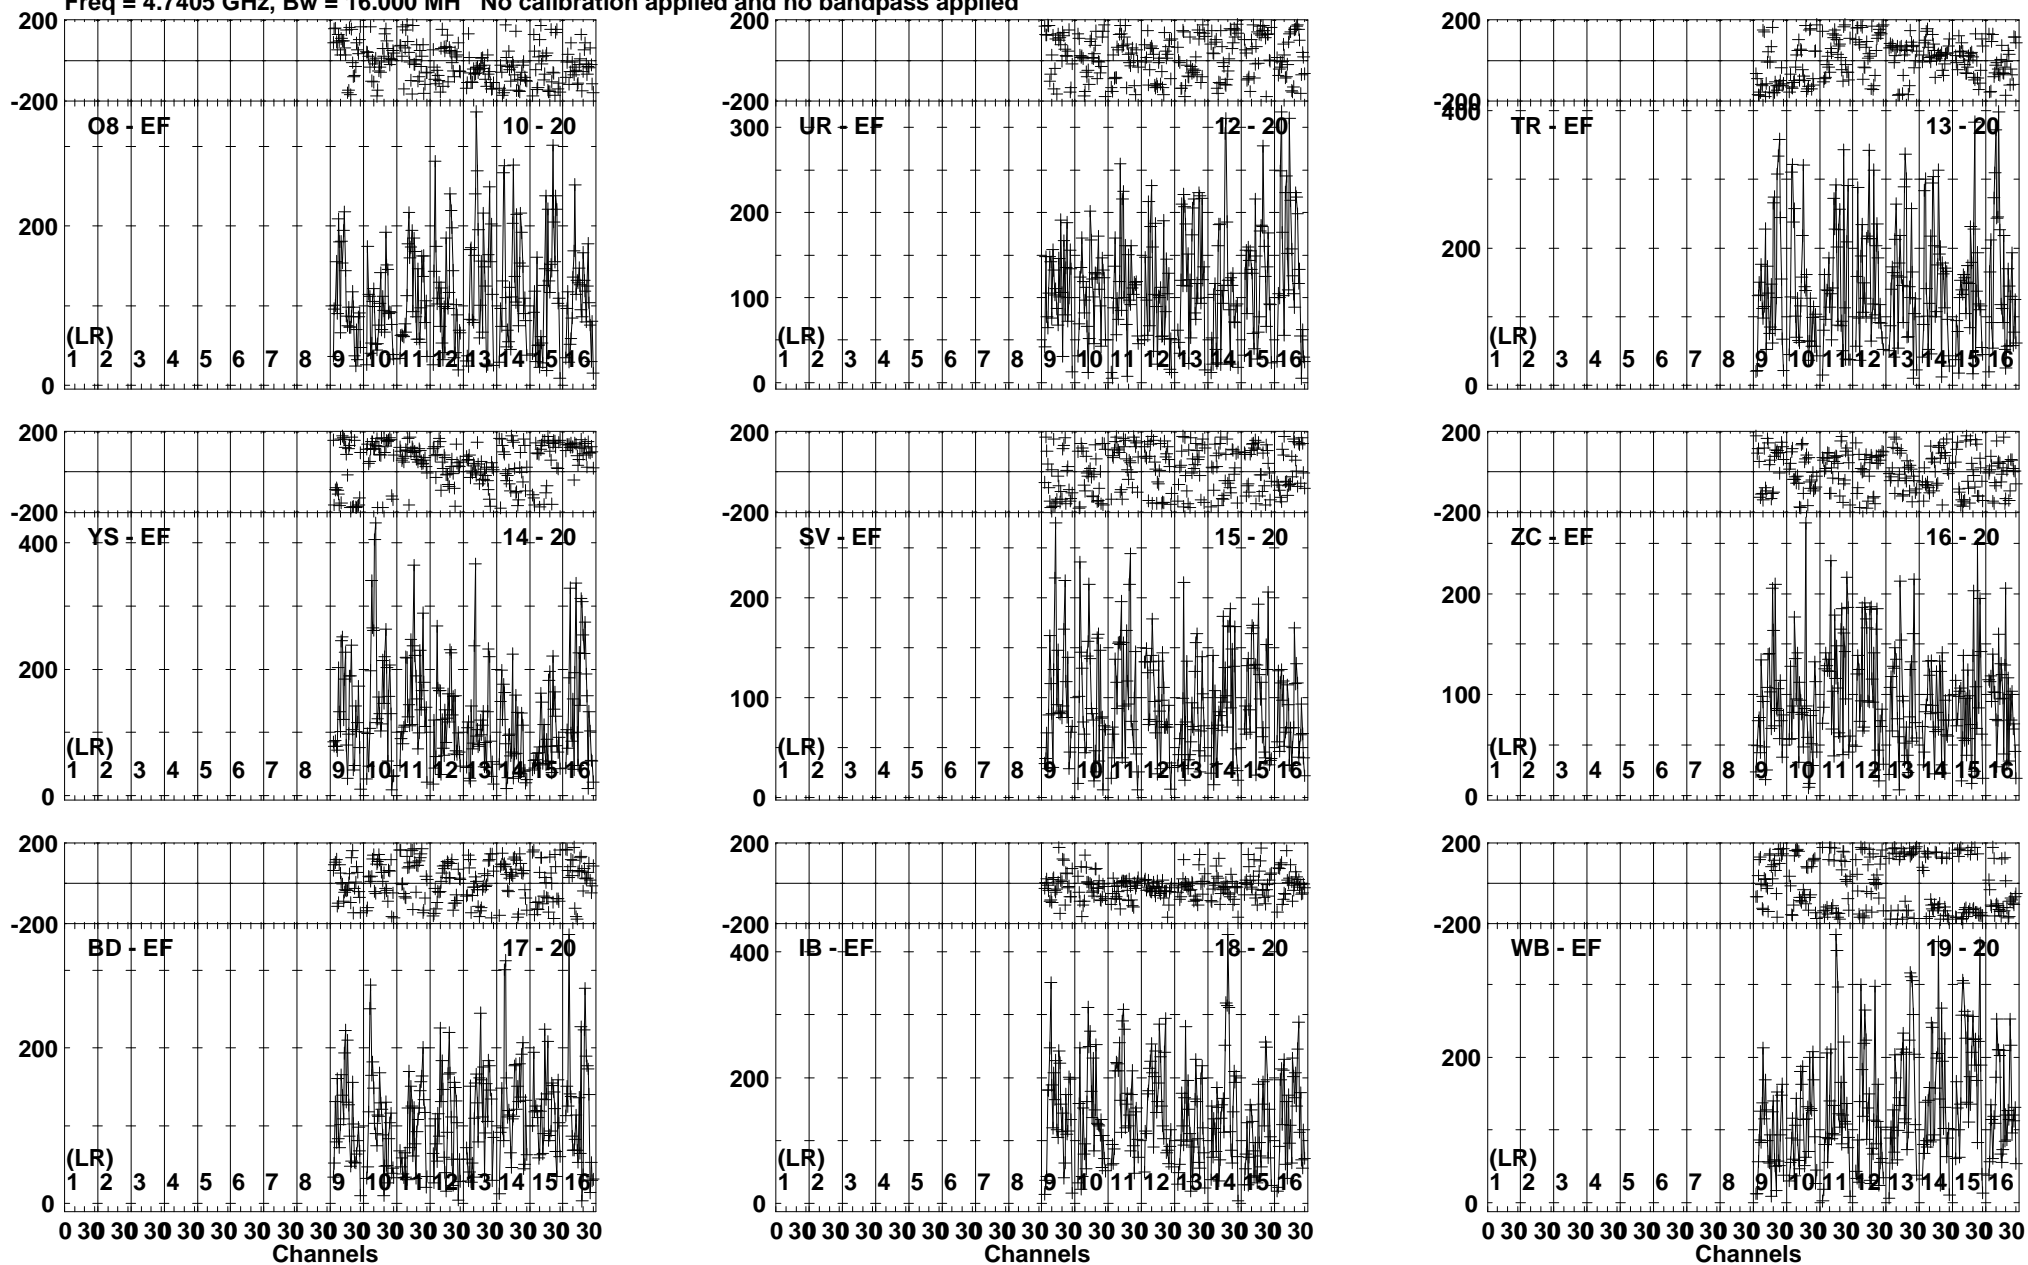 Freq = 4.7405 GHz, Bw = 16.000 MH No calibration applied and no bandpass applied
200
-200
O8 - EF 10 - 20
200
(LR)
1 2 3 4 5 6 7 8 9 10 11 12 13 14 15 16
0
200
-200
UR - EF 12 - 20
300
200
100
(LR)
1 2 3 4 5 6 7 8 9 10 11 12 13 14 15 16
0
200
-200
400
TR - EF 13 - 20
200
(LR)
1 2 3 4 5 6 7 8 9 10 11 12 13 14 15 16
0
200
-200
YS - EF 14 - 20
400
200
(LR)
1 2 3 4 5 6 7 8 9 10 11 12 13 14 15 16
0
200
-200
SV - EF 15 - 20
200
100
(LR)
1 2 3 4 5 6 7 8 9 10 11 12 13 14 15 16
0
200
-200
ZC - EF 16 - 20
200
100
(LR)
1 2 3 4 5 6 7 8 9 10 11 12 13 14 15 16
0
200
-200
BD - EF 17 - 20
200
(LR)
1 2 3 4 5 6 7 8 9 10 11 12 13 14 15 16
0
0 30 30 30 30 30 30 30 30 30 30 30 30 30 30 30 30
Channels
200
-200
IB - EF 18 - 20
400
200
(LR)
1 2 3 4 5 6 7 8 9 10 11 12 13 14 15 16
0
0 30 30 30 30 30 30 30 30 30 30 30 30 30 30 30 30
Channels
200
-200
WB - EF 19 - 20
200
(LR)
1 2 3 4 5 6 7 8 9 10 11 12 13 14 15 16
0
0 30 30 30 30 30 30 30 30 30 30 30 30 30 30 30 30
Channels